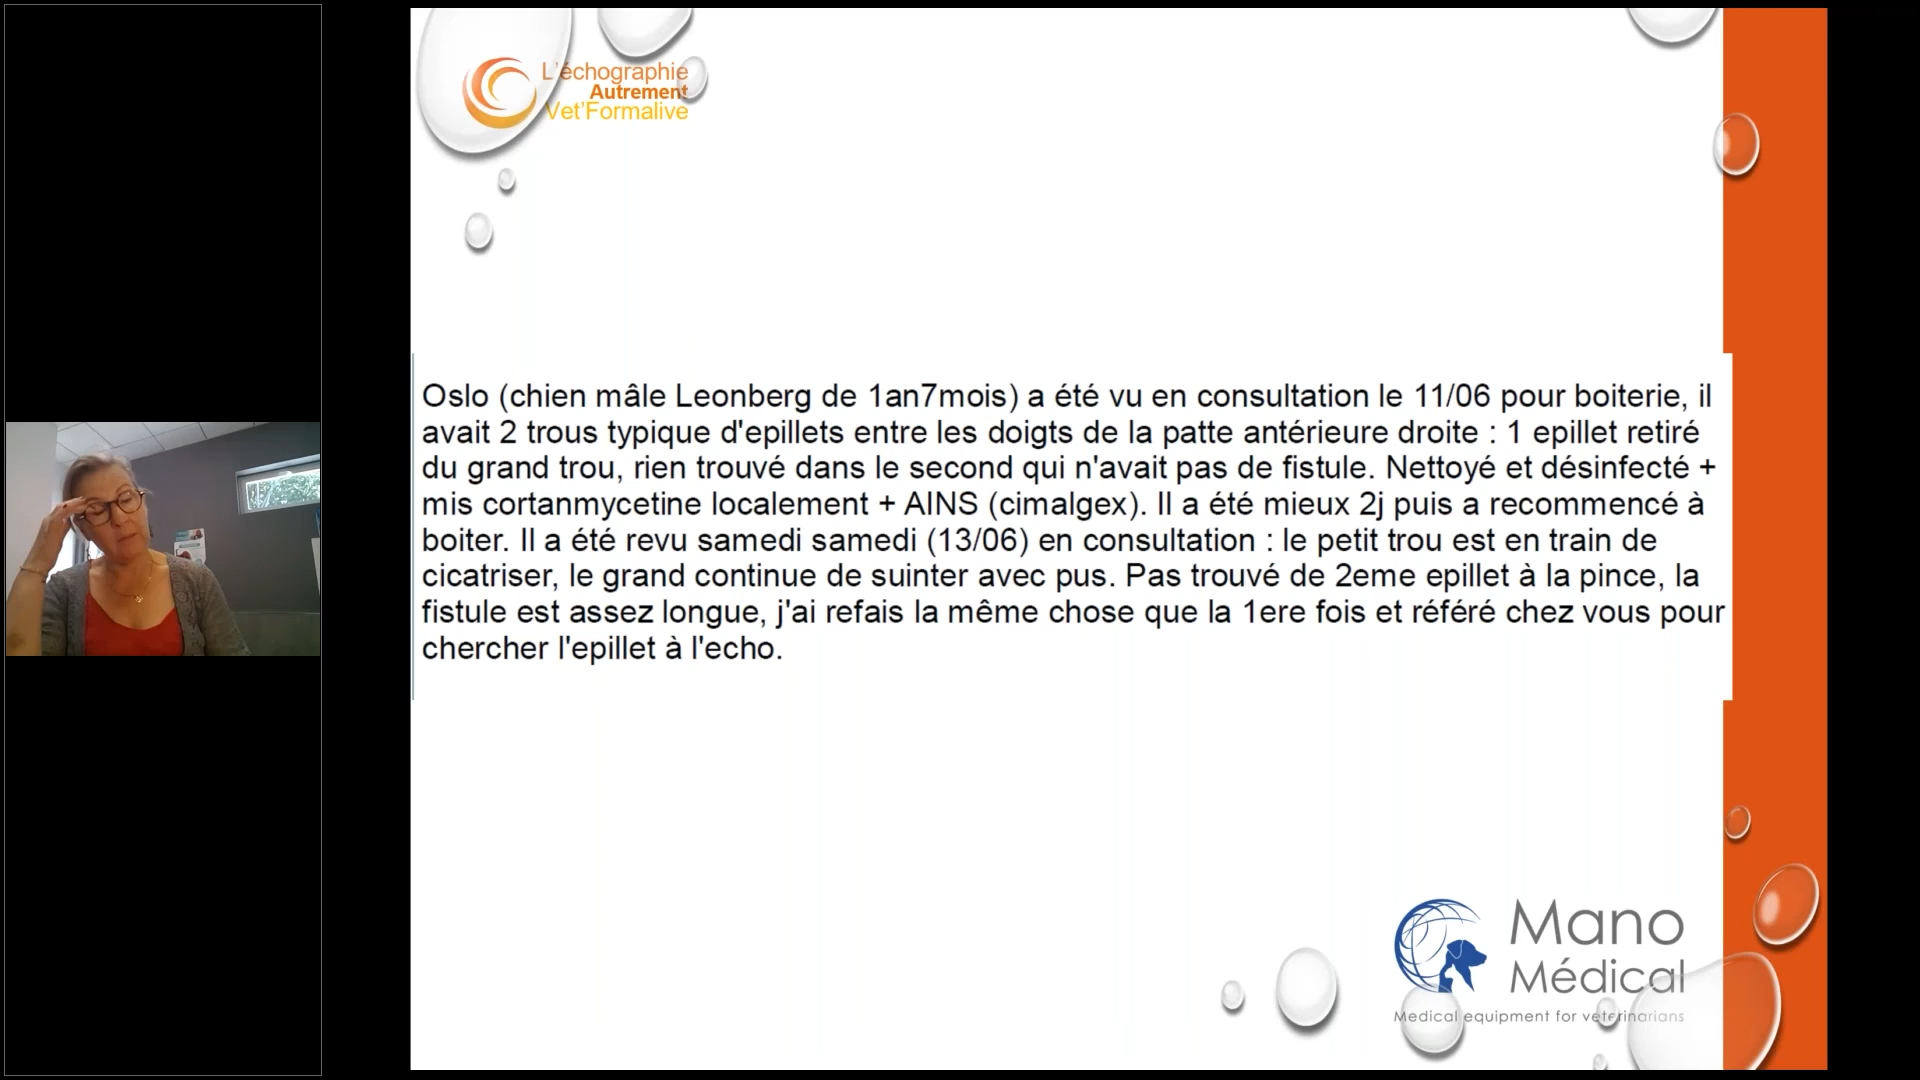 L'échographie
Autrement
Vet'Formalive
Oslo (chien mâle Leonberg de 1an7mois) a été vu en consultation le 11/06 pour boiterie, il
avait 2 trous typique d'epillets entre les doigts de la patte antérieure droite : 1 epillet retiré
du grand trou, rien trouvé dans le second qui n'avait pas de fistule. Nettoyé et désinfecté +
mis cortanmycetine localement + AINS (cimalgex). Il a été mieux 2j puis a recommencé à
boiter. Il a été revu samedi samedi (13/06) en consultation : le petit trou est en train de
cicatriser, le grand continue de suinter avec pus. Pas trouvé de 2eme epillet à la pince, la
fistule est assez longue, j'ai refais la même chose que la 1ere fois et référé chez vous pour
chercher l'epillet à l'echo.
Mano
Médical
Medical equipment for veterinarians